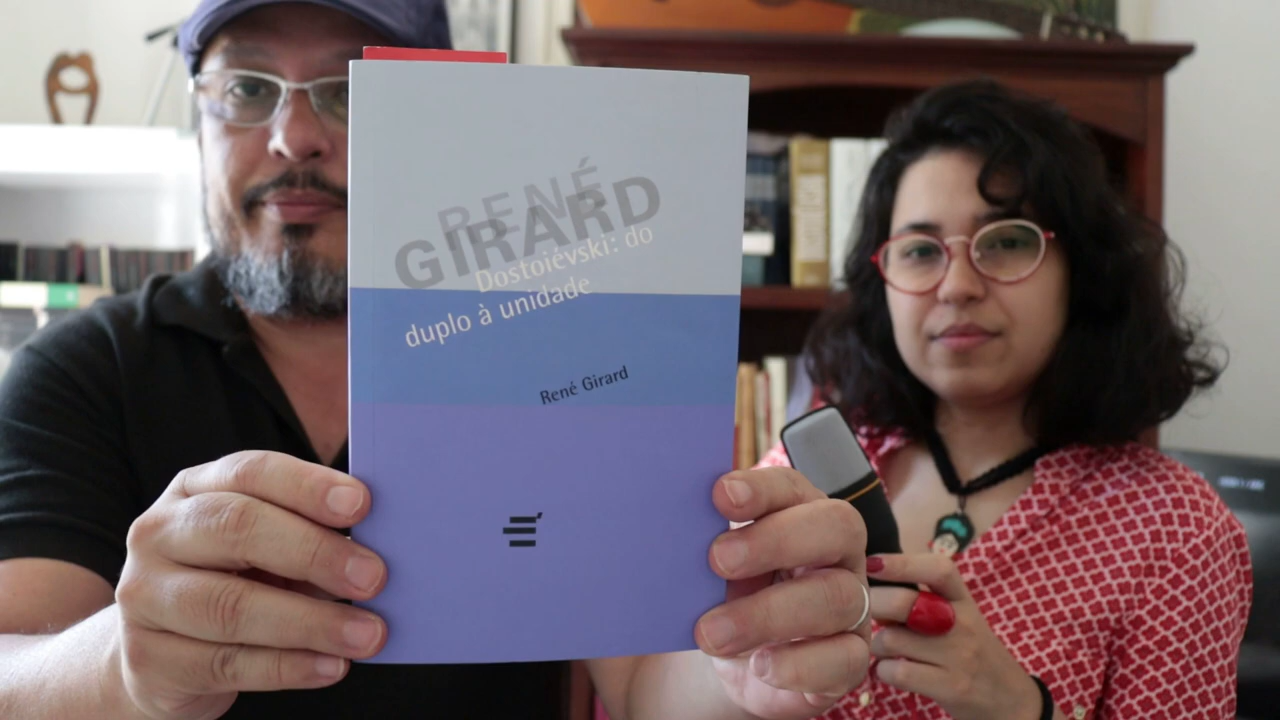 RENÉ
GIRARD
Dostoiévski: do
duplo à unidade
René Girard